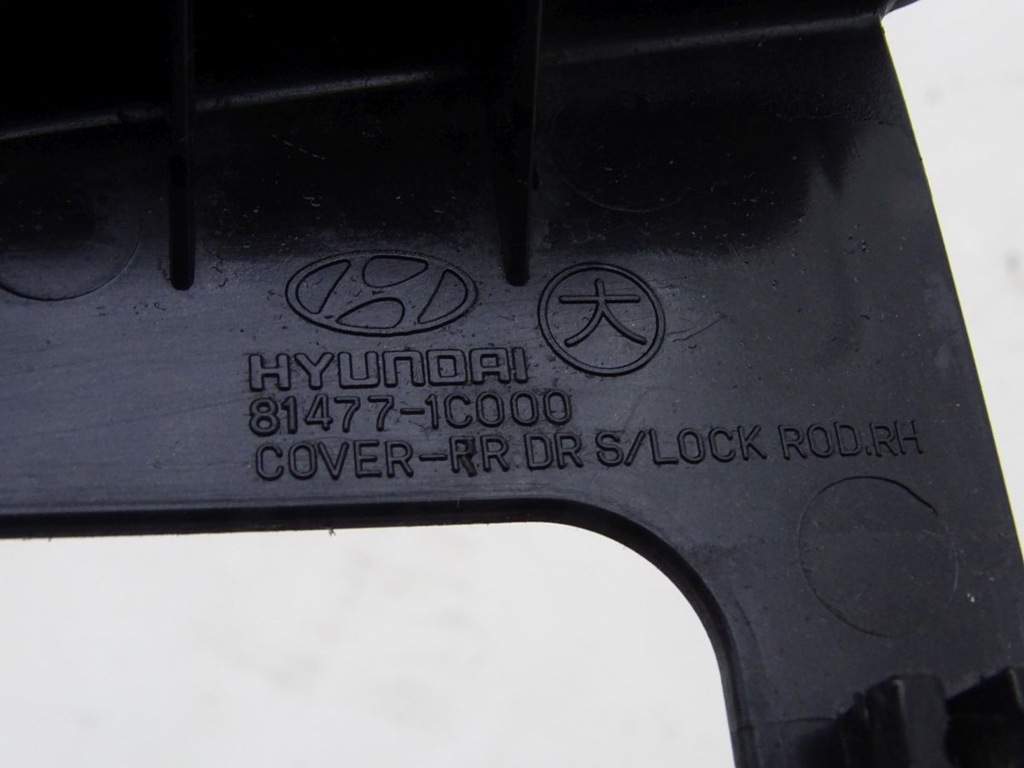 大
HYUNDAI
81477-1C000
COVER-RR DR S/LOCK ROD.RH